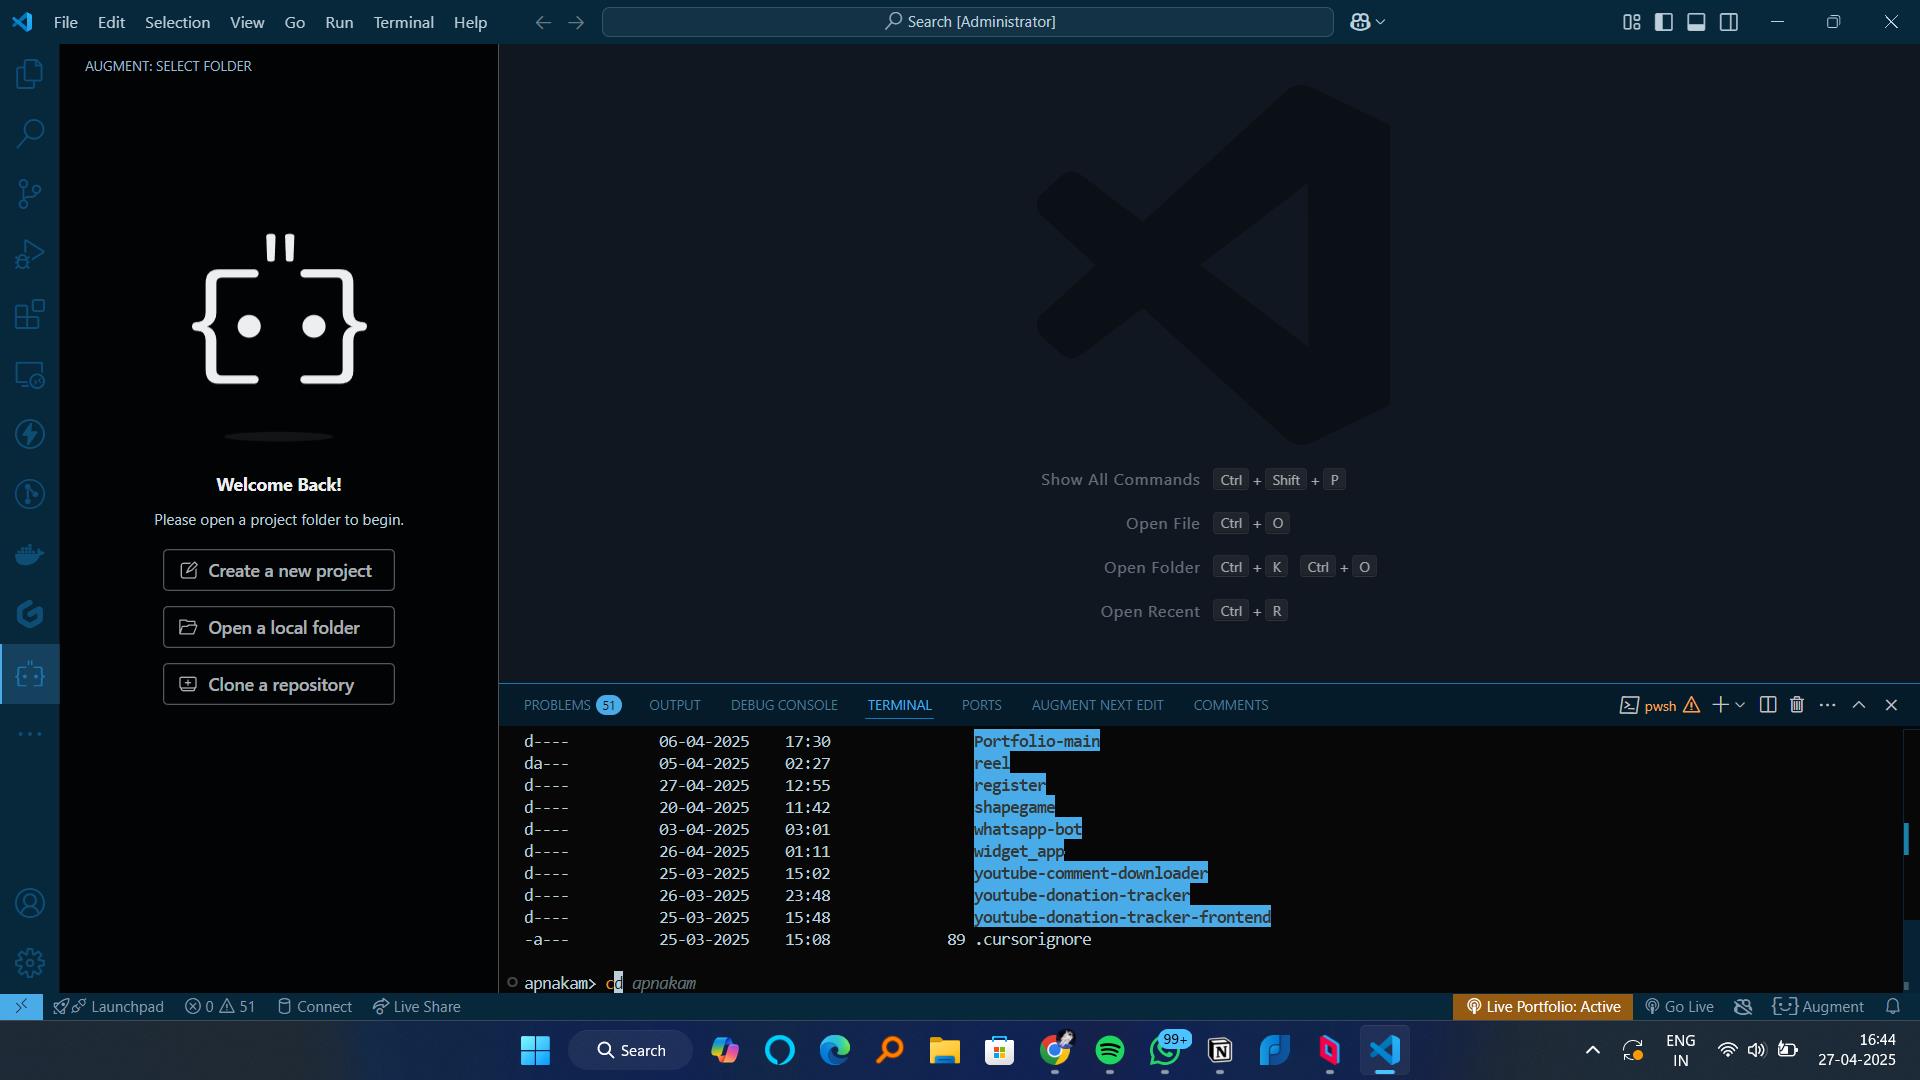 File Edit Selection View Go Run Terminal Help
Search [Administrator]
AUGMENT: SELECT FOLDER
Welcome Back!
Please open a project folder to begin.
Create a new project
Open a local folder
Clone a repository
Show All Commands Ctrl + Shift + P
Open File Ctrl + O
Open Folder Ctrl + K Ctrl + O
Open Recent Ctrl + R
PROBLEMS 51 OUTPUT DEBUG CONSOLE TERMINAL PORTS AUGMENT NEXT EDIT COMMENTS
pwsh
d---- 06-04-2025 17:30 Portfolio-main
da--- 05-04-2025 02:27 reel
d---- 27-04-2025 12:55 register
d---- 20-04-2025 11:42 shapegame
d---- 03-04-2025 03:01 whatsapp-bot
d---- 26-04-2025 01:11 widget_app
d---- 25-03-2025 15:02 youtube-comment-downloader
d---- 26-03-2025 23:48 youtube-donation-tracker
d---- 25-03-2025 15:48 youtube-donation-tracker-frontend
-a--- 25-03-2025 15:08 89 .cursorignore
apnakam> cd apnakam
Launchpad 0 51 Connect Live Share
Live Portfolio: Active Go Live Augment
Search
99+
ENG
IN
16:44
27-04-2025